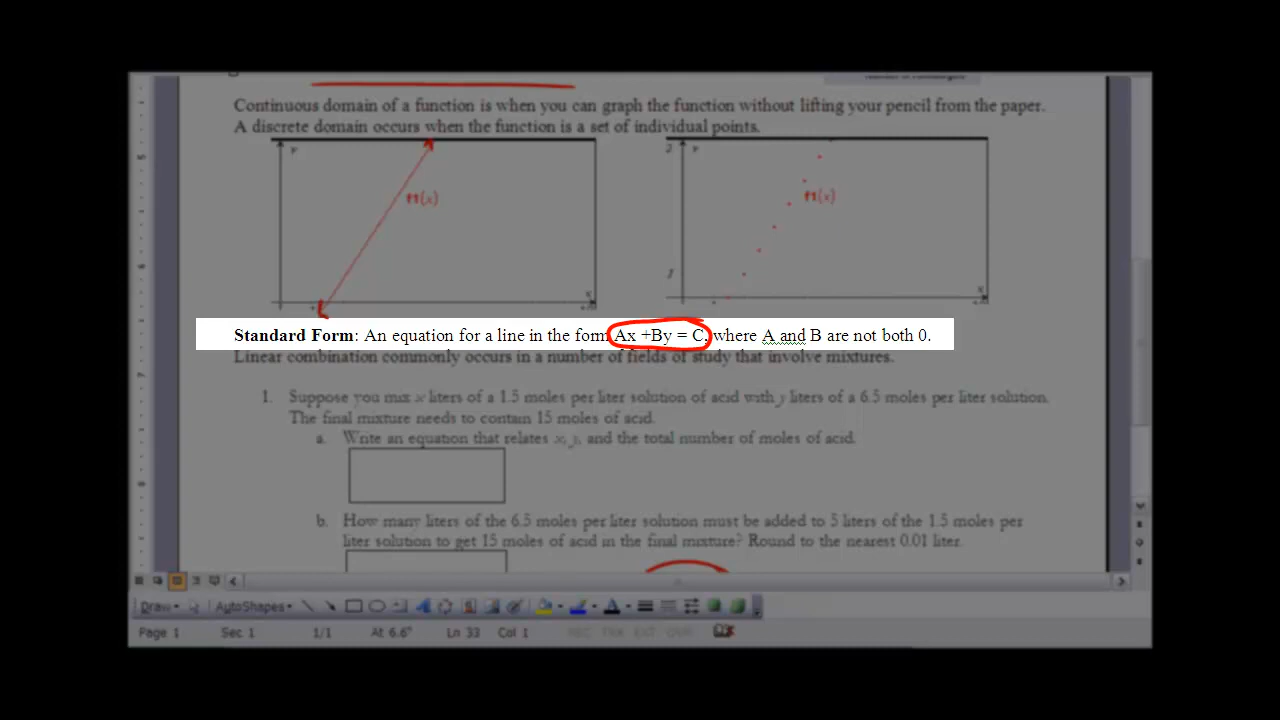 Continuous domain of a function is when you can graph the function without lifting your pencil from the paper.
A discrete domain occurs when the function is a set of individual points.
y
f1(x)
x
2
y
f1(x)
x
Standard Form: An equation for a line in the form Ax +By = C, where A and B are not both 0.
Linear combination commonly occurs in a number of fields of study that involve mixtures.
1. Suppose you mix x liters of a 1.5 moles per liter solution of acid with y liters of a 6.5 moles per liter solution.
The final mixture needs to contain 15 moles of acid.
a. Write an equation that relates x, y, and the total number of moles of acid.
b. How many liters of the 6.5 moles per liter solution must be added to 5 liters of the 1.5 moles per
liter solution to get 15 moles of acid in the final mixture? Round to the nearest 0.01 liter.
Draw AutoShapes
Page 1 Sec 1 1/1 At 6.6" Ln 33 Col 1 REC TRK EXT OVR